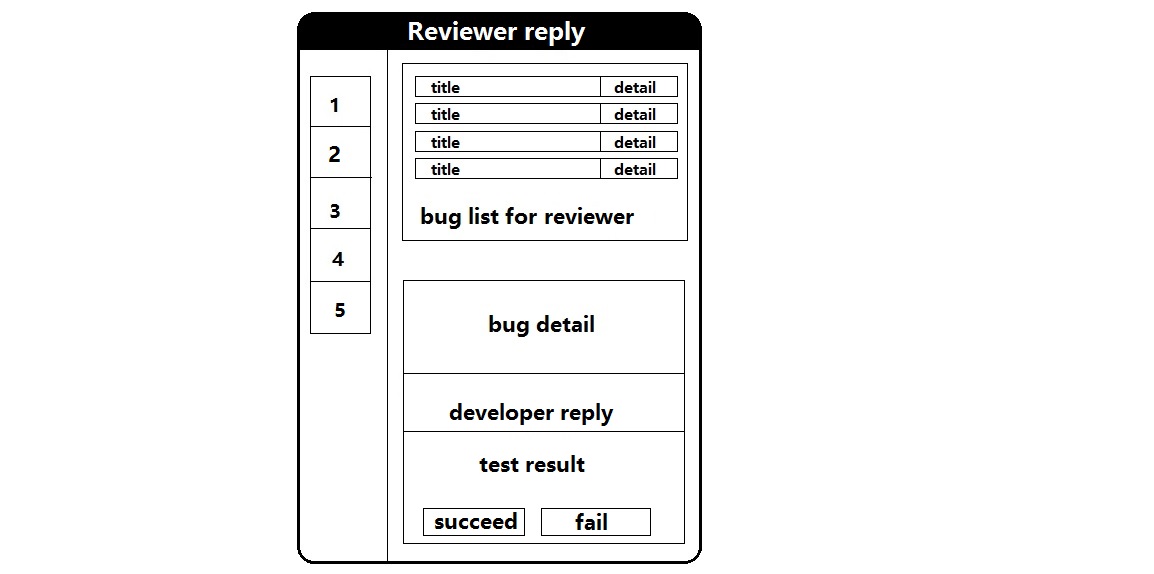 Reviewer reply
1
2
3
4
5
title detail
title detail
title detail
title detail
bug list for reviewer
bug detail
developer reply
test result
succeed fail